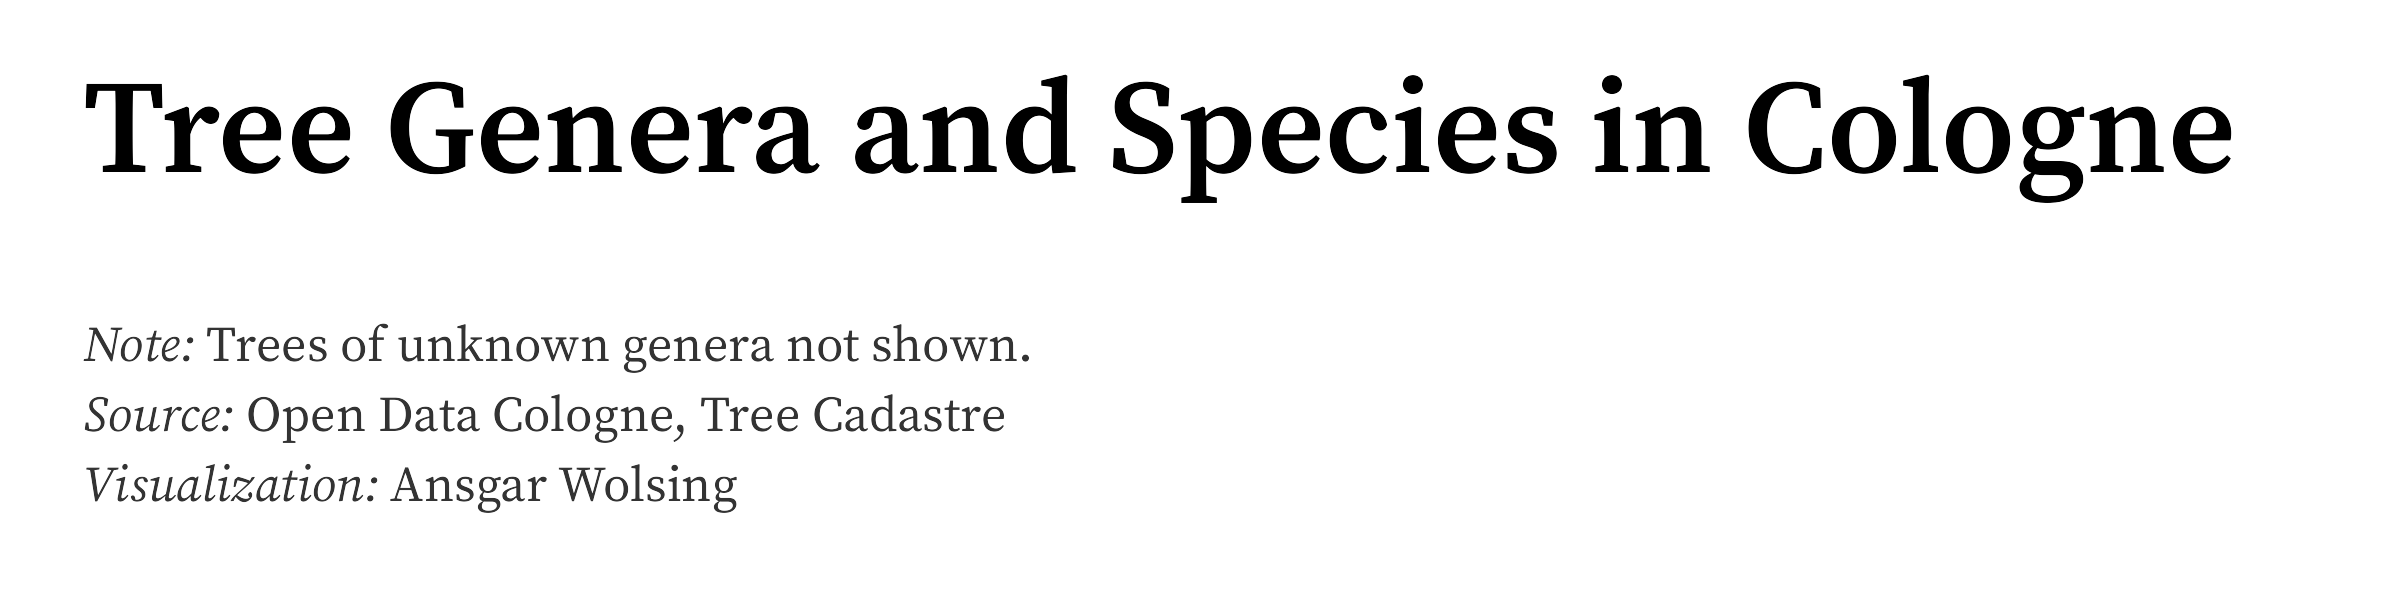 Tree Genera and Species in Cologne
Note: Trees of unknown genera not shown.
Source: Open Data Cologne, Tree Cadastre
Visualization: Ansgar Wolsing